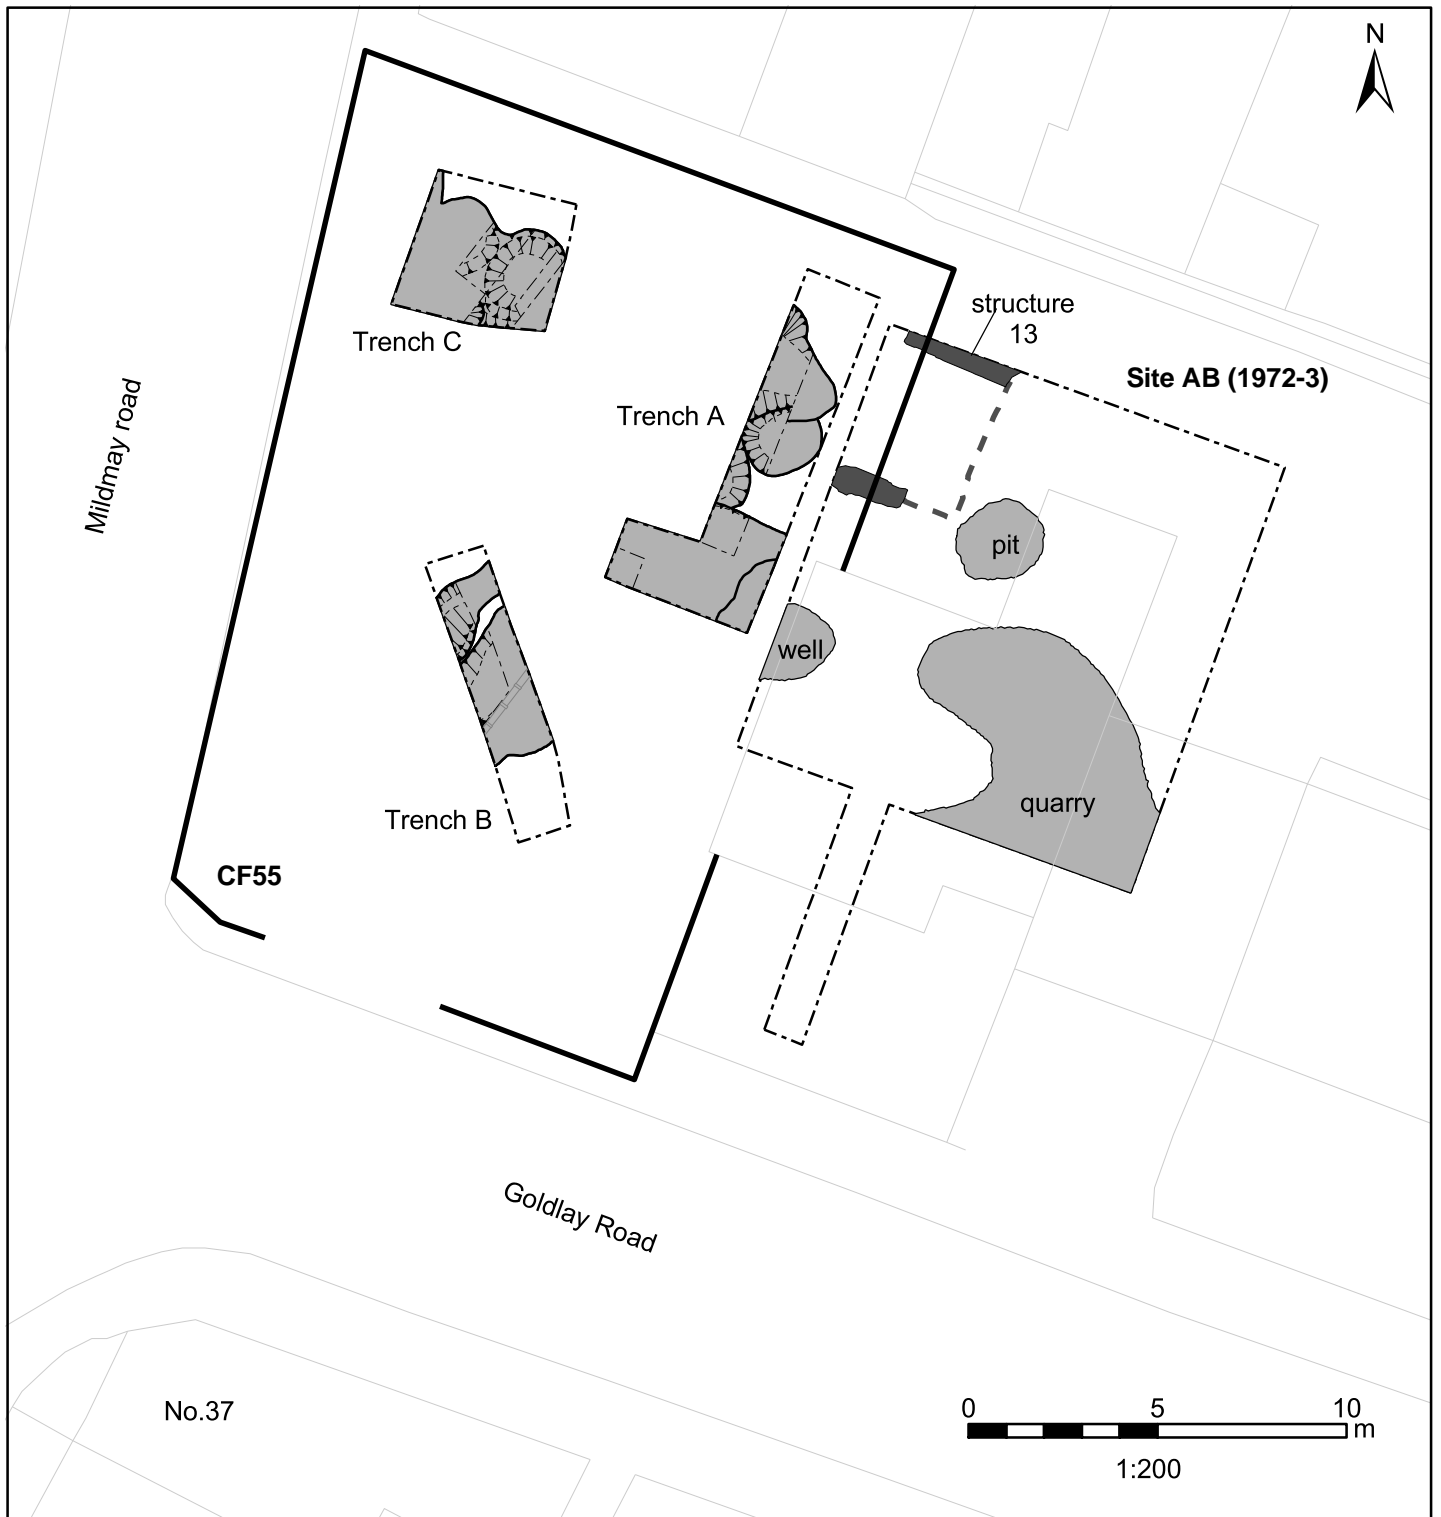 N
structure
13
Site AB (1972-3)
Trench C
Trench A
Mildmay road
pit
well
quarry
Trench B
CF55
Goldlay Road
No.37
0 5 10
m
1:200